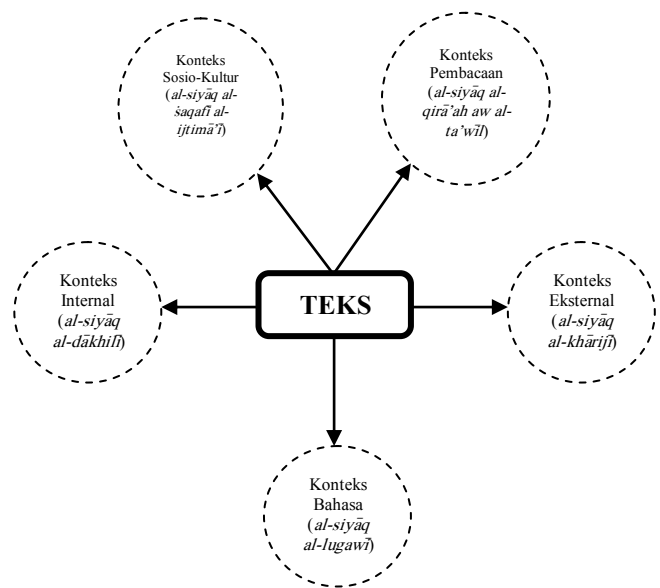 Konteks
Sosio-Kultur
(al-siyāq al-
ṡaqafī al-
ijtimā'ī)
Konteks
Pembacaan
(al-siyāq al-
qirā'ah aw al-
ta'wīl)
Konteks
Internal
(al-siyāq
al-dākhilī)
TEKS
Konteks
Eksternal
(al-siyāq
al-khārijī)
Konteks
Bahasa
(al-siyāq
al-lugawī)